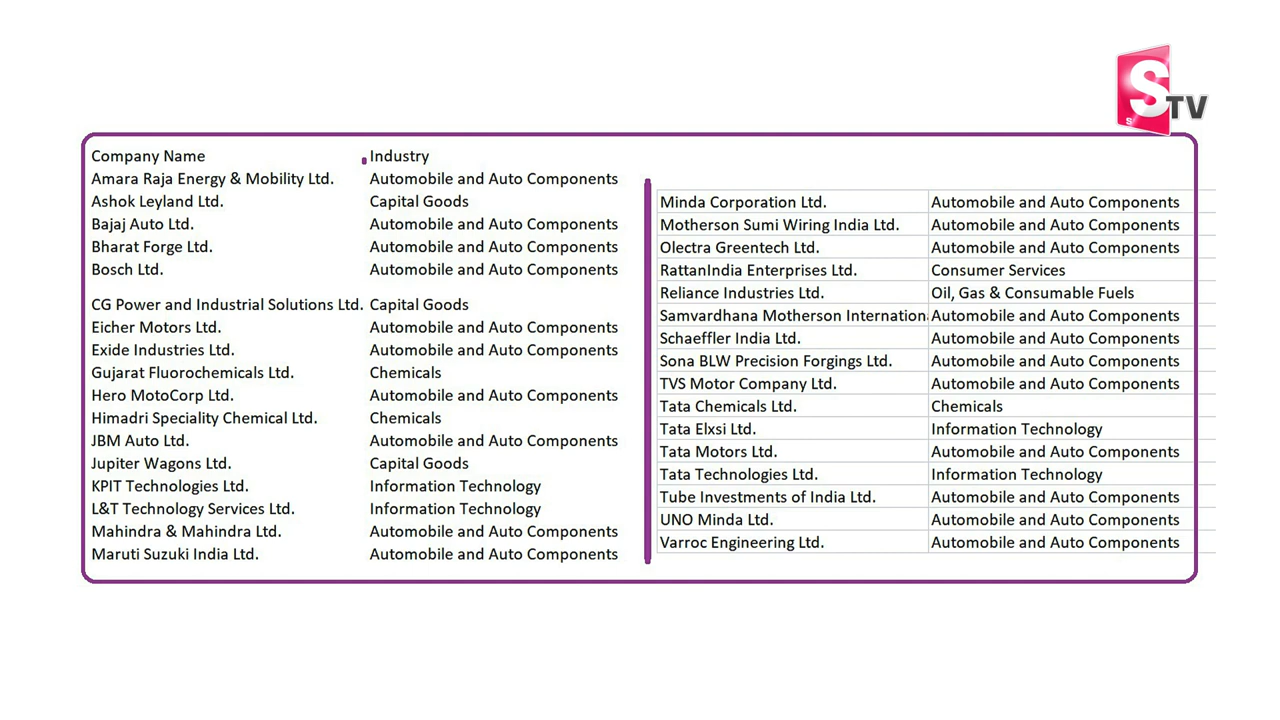 S TV
S
Company Name Industry
Amara Raja Energy & Mobility Ltd. Automobile and Auto Components
Ashok Leyland Ltd. Capital Goods
Bajaj Auto Ltd. Automobile and Auto Components
Bharat Forge Ltd. Automobile and Auto Components
Bosch Ltd. Automobile and Auto Components
CG Power and Industrial Solutions Ltd. Capital Goods
Eicher Motors Ltd. Automobile and Auto Components
Exide Industries Ltd. Automobile and Auto Components
Gujarat Fluorochemicals Ltd. Chemicals
Hero MotoCorp Ltd. Automobile and Auto Components
Himadri Speciality Chemical Ltd. Chemicals
JBM Auto Ltd. Automobile and Auto Components
Jupiter Wagons Ltd. Capital Goods
KPIT Technologies Ltd. Information Technology
L&T Technology Services Ltd. Information Technology
Mahindra & Mahindra Ltd. Automobile and Auto Components
Maruti Suzuki India Ltd. Automobile and Auto Components
Minda Corporation Ltd. Automobile and Auto Components
Motherson Sumi Wiring India Ltd. Automobile and Auto Components
Olectra Greentech Ltd. Automobile and Auto Components
RattanIndia Enterprises Ltd. Consumer Services
Reliance Industries Ltd. Oil, Gas & Consumable Fuels
Samvardhana Motherson Internation Automobile and Auto Components
Schaeffler India Ltd. Automobile and Auto Components
Sona BLW Precision Forgings Ltd. Automobile and Auto Components
TVS Motor Company Ltd. Automobile and Auto Components
Tata Chemicals Ltd. Chemicals
Tata Elxsi Ltd. Information Technology
Tata Motors Ltd. Automobile and Auto Components
Tata Technologies Ltd. Information Technology
Tube Investments of India Ltd. Automobile and Auto Components
UNO Minda Ltd. Automobile and Auto Components
Varroc Engineering Ltd. Automobile and Auto Components